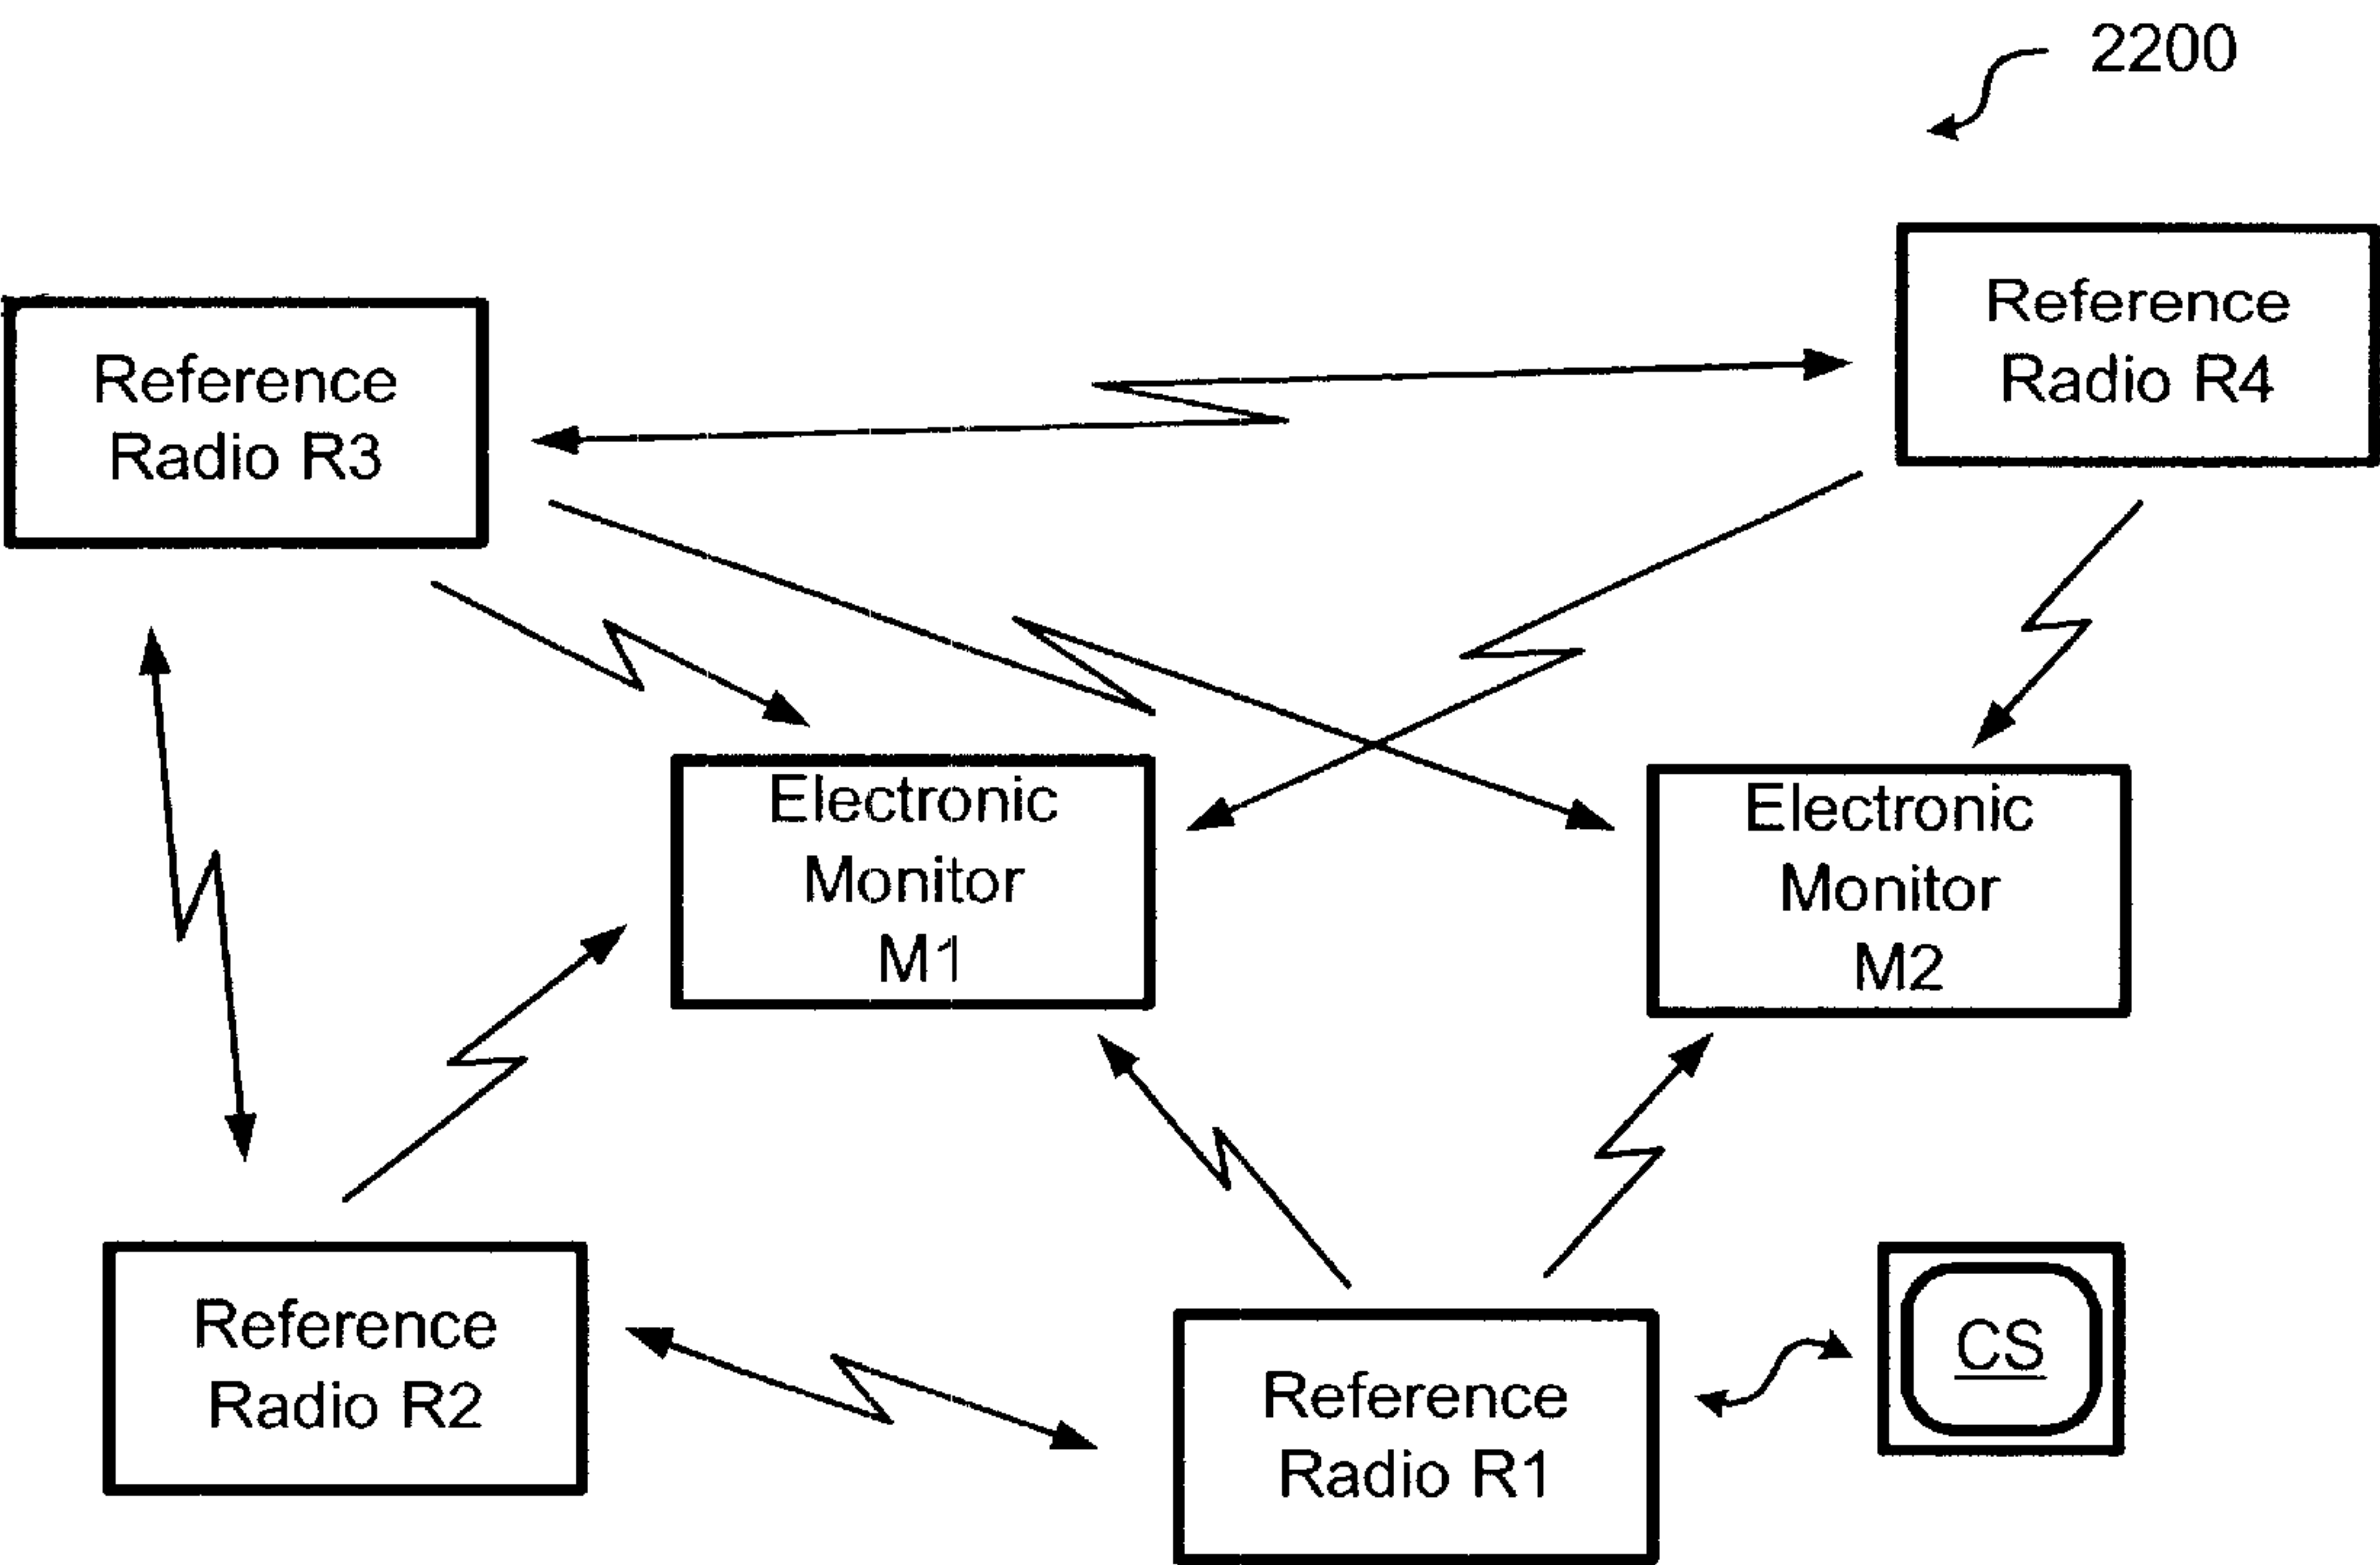 2200
Reference
Radio R4
Reference
Radio R3
Electronic
Monitor
M1
Electronic
Monitor
M2
Reference
Radio R2
Reference
Radio R1
CS